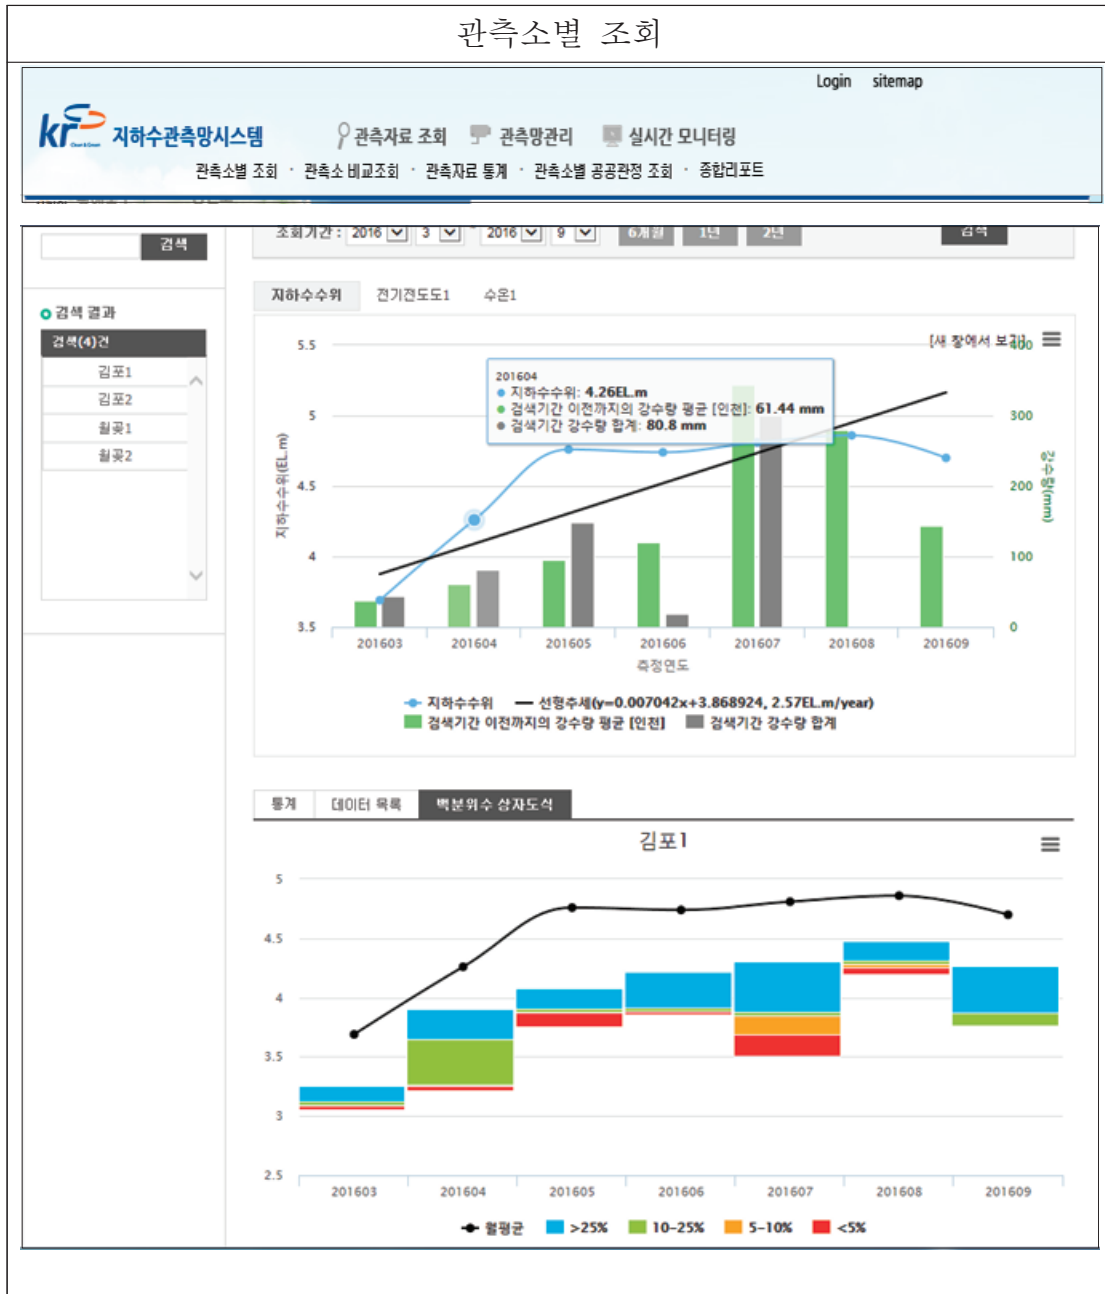 관측소별 조회
Login sitemap
kr 지하수관측망시스템 관측자료 조회 관측망관리 실시간 모니터링
Clean & Green
관측소별 조회 · 관측소 비교조회 · 관측자료 통계 · 관측소별 공공관정 조회 · 종합리포트
검색 조회기간 : 2016 3 ~ 2016 9 6개월 1년 2년 검색
지하수수위 전기전도도1 수온1
검색 결과
검색(4)건
김포1
김포2
월곶1
월곶2
[새 창에서 보기]
5.5 400
5 300
4.5 200
4 100
3.5 0
지하수수위(EL.m)
강수량(mm)
201604
지하수수위: 4.26EL.m
검색기간 이전까지의 강수량 평균 [인천]: 61.44 mm
검색기간 강수량 합계: 80.8 mm
201603 201604 201605 201606 201607 201608 201609
측정연도
지하수수위 선형추세(y=0.007042x+3.868924, 2.57EL.m/year)
검색기간 이전까지의 강수량 평균 [인천] 검색기간 강수량 합계
통계 데이터 목록 백분위수 상자도식
김포1
5
4.5
4
3.5
3
2.5
201603 201604 201605 201606 201607 201608 201609
월평균 >25% 10-25% 5-10% <5%